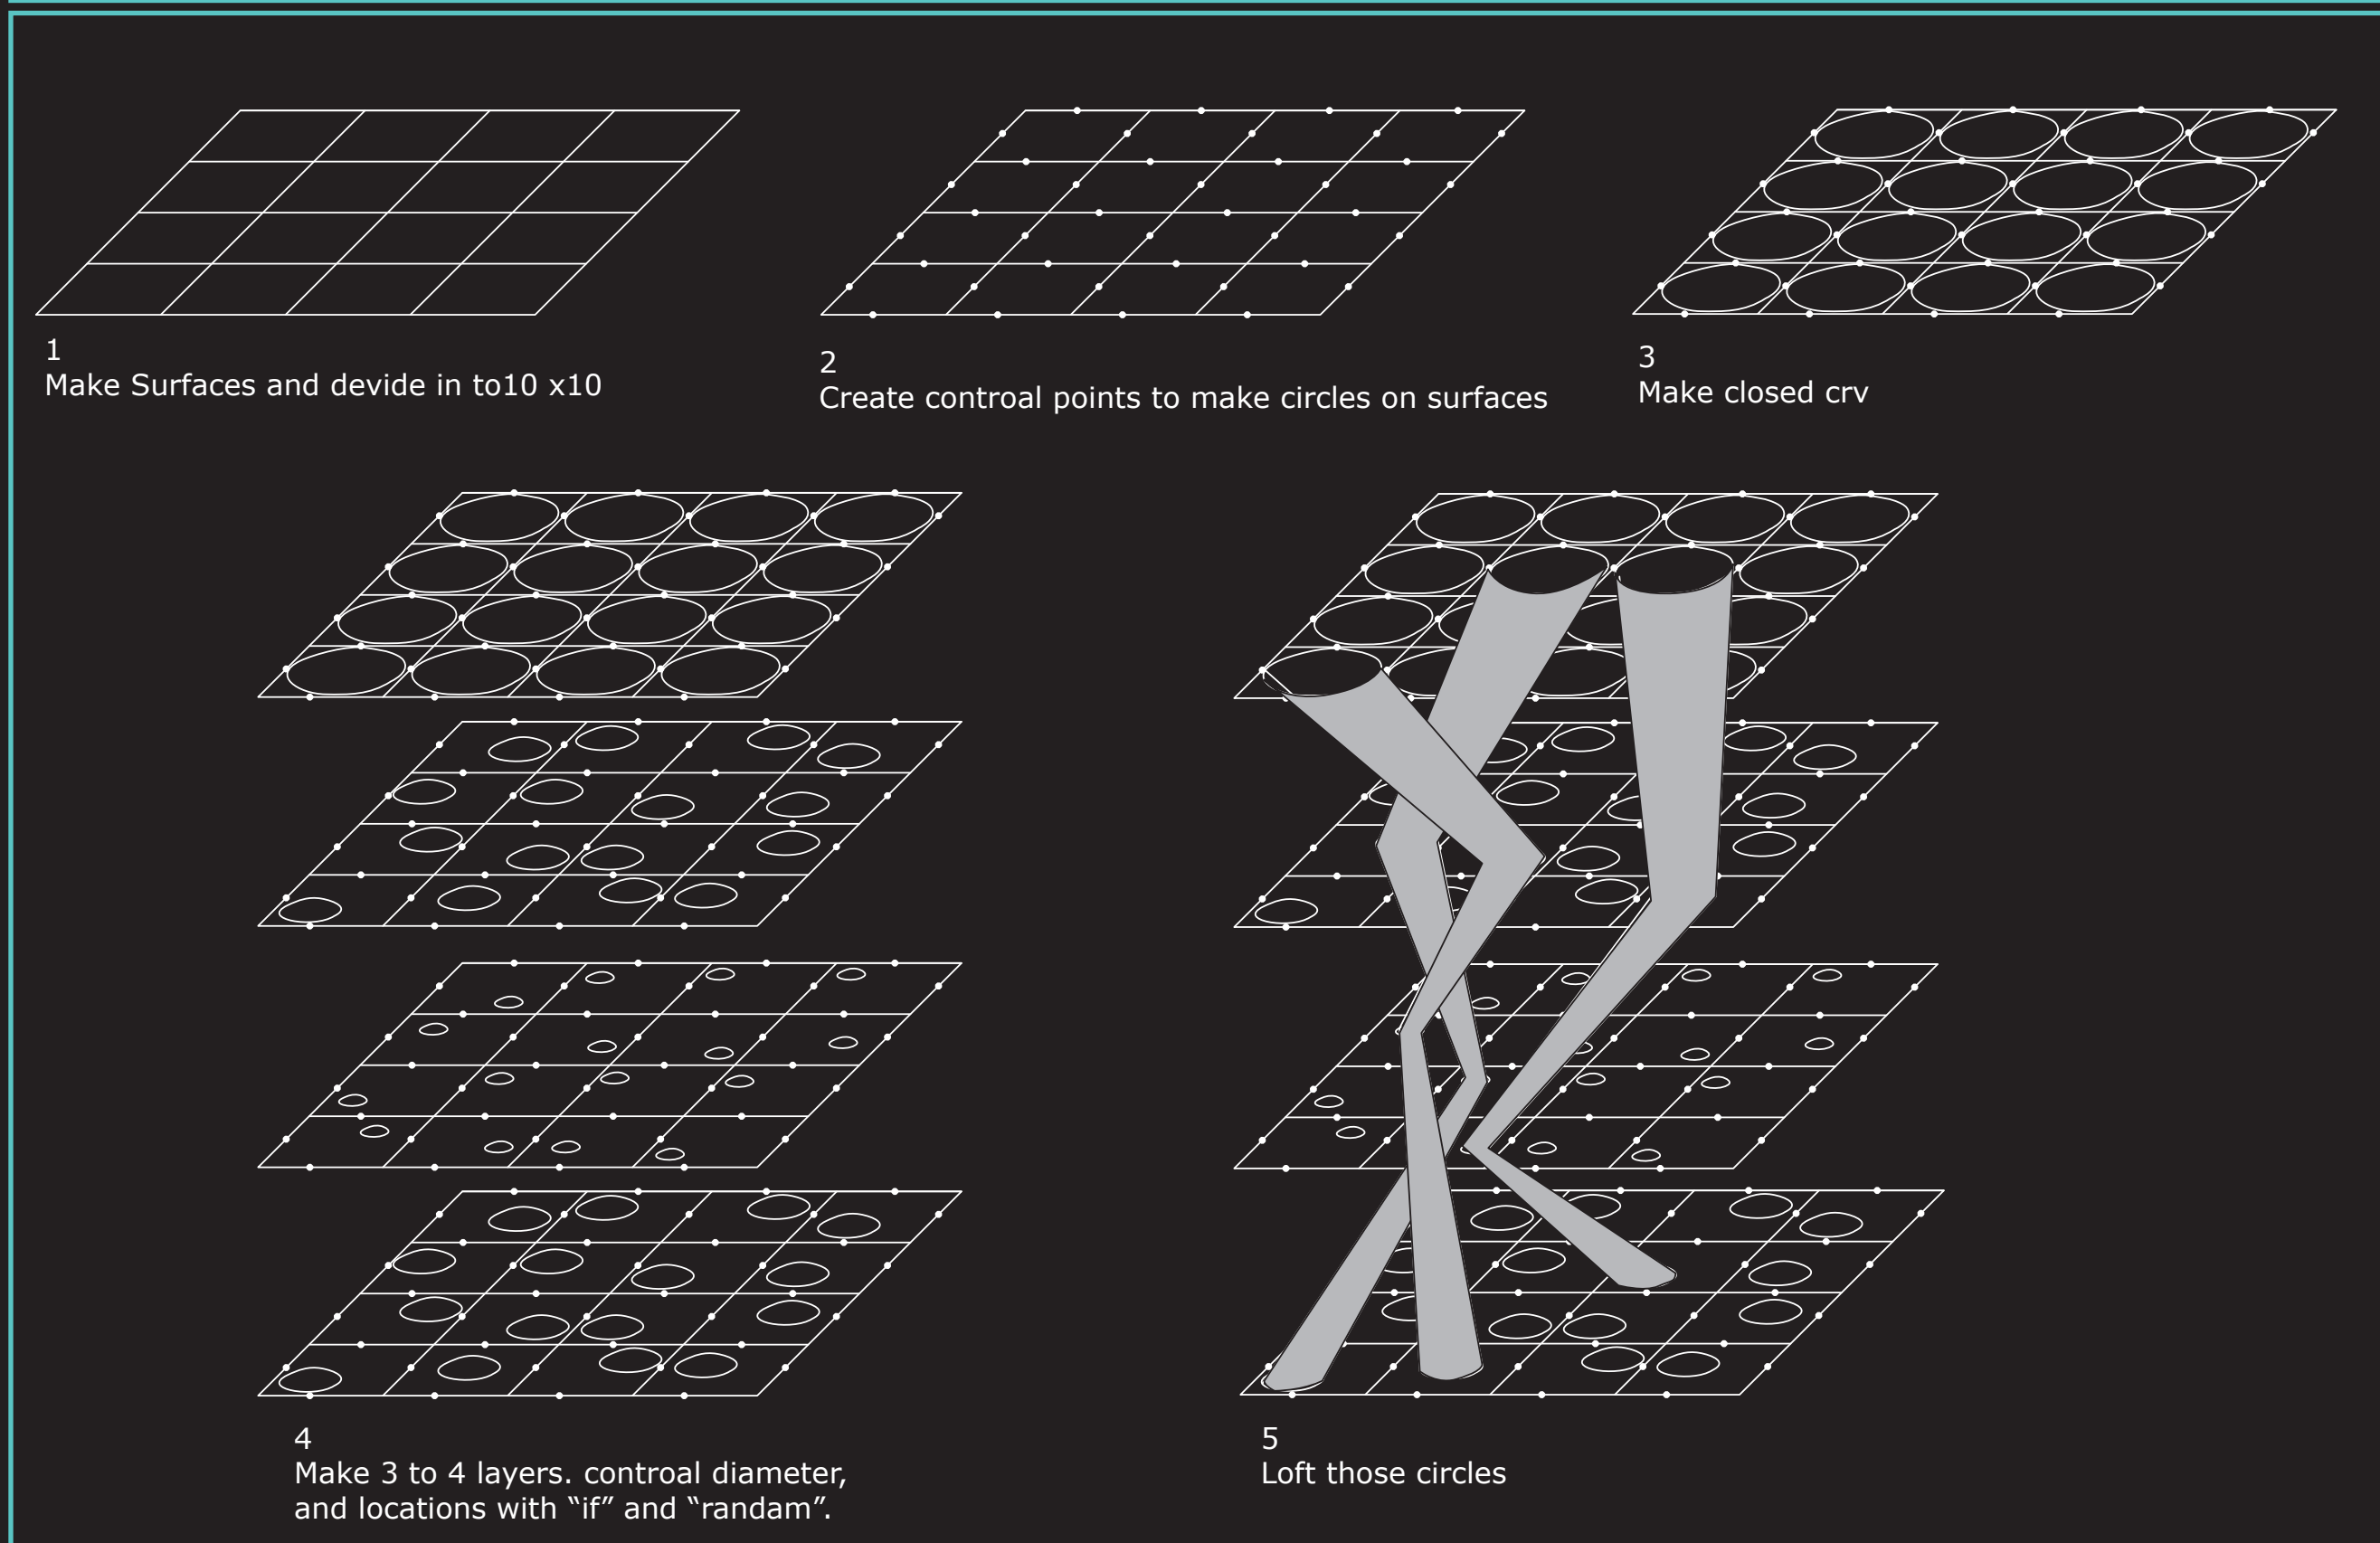 1
Make Surfaces and devide in to10 x10
2
Create controal points to make circles on surfaces
3
Make closed crv
4
Make 3 to 4 layers. controal diameter,
and locations with “if” and “randam”.
5
Loft those circles